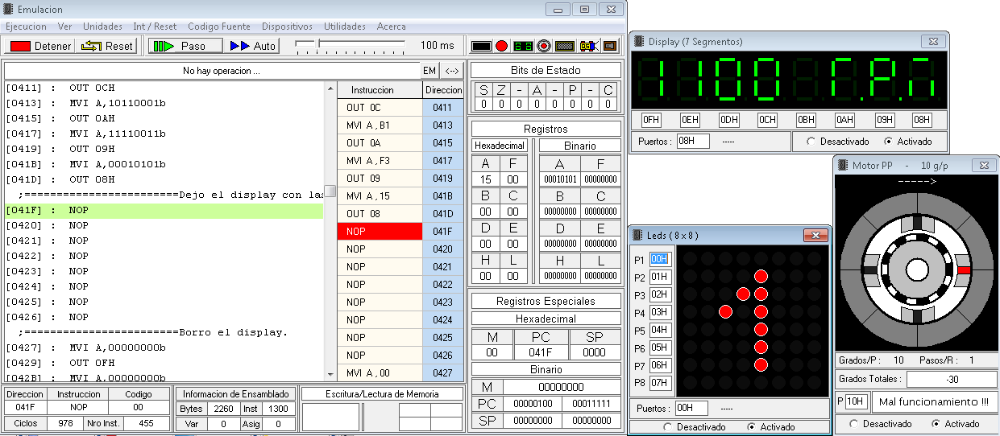 Emulacion
Ejecucion Ver Unidades Int / Reset Codigo Fuente Dispositivos Utilidades Acerca
Detener Reset Paso Auto 100 ms
No hay operacion ... EM <-->
[0411] : OUT 0CH
[0413] : MVI A,10110001b
[0415] : OUT 0AH
[0417] : MVI A,11110011b
[0419] : OUT 09H
[041B] : MVI A,00010101b
[041D] : OUT 08H
;========================Dejo el display con las
[041F] : NOP
[0420] : NOP
[0421] : NOP
[0422] : NOP
[0423] : NOP
[0424] : NOP
[0425] : NOP
[0426] : NOP
;========================Borro el display.
[0427] : MVI A,00000000b
[0429] : OUT 0FH
[042B] : MVI A,00000000b
Instruccion Direccion
OUT 0C 0411
MVI A,B1 0413
OUT 0A 0415
MVI A,F3 0417
OUT 09 0419
MVI A,15 041B
OUT 08 041D
NOP 041F
NOP 0420
NOP 0421
NOP 0422
NOP 0423
NOP 0424
NOP 0425
NOP 0426
MVI A,00 0427
Bits de Estado
S Z - A - P - C
0 0 0 0 0 0 0 0
Registros
Hexadecimal Binario
A F A F
15 00 00010101 00000000
B C B C
00 00 00000000 00000000
D E D E
00 00 00000000 00000000
H L H L
00 00 00000000 00000000
Registros Especiales
Hexadecimal
M PC SP
00 041F 0000
Binario
M 00000000
PC 00000100 00011111
SP 00000000 00000000
Direccion Instruccion Codigo
041F NOP 00
Ciclos 978 Nro Inst. 455
Informacion de Ensamblado
Bytes 2260 Inst 1300
Var 0 Asig 0
Escritura/Lectura de Memoria
Display (7 Segmentos)
1100 r.P.n
0FH 0EH 0DH 0CH 0BH 0AH 09H 08H
Puertos : 08H ----- Desactivado Activado
Leds ( 8 x 8 )
P1 00H
P2 01H
P3 02H
P4 03H
P5 04H
P6 05H
P7 06H
P8 07H
Puertos : 00H -----
Desactivado Activado
Motor PP - 10 g/p
----->
Grados/P : 10 Pasos/R : 1
Grados Totales : -30
P 10H Mal funcionamiento !!!
Desactivado Activado